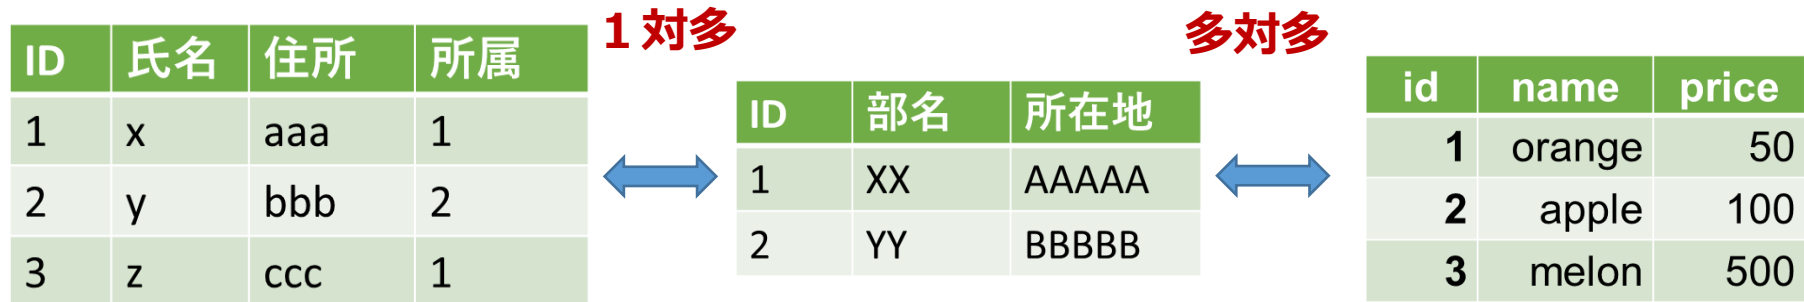 1 対多
多対多
ID 氏名 住所 所属
1 x aaa 1
2 y bbb 2
3 z ccc 1
ID 部名 所在地
1 XX AAAAA
2 YY BBBBB
id name price
1 orange 50
2 apple 100
3 melon 500